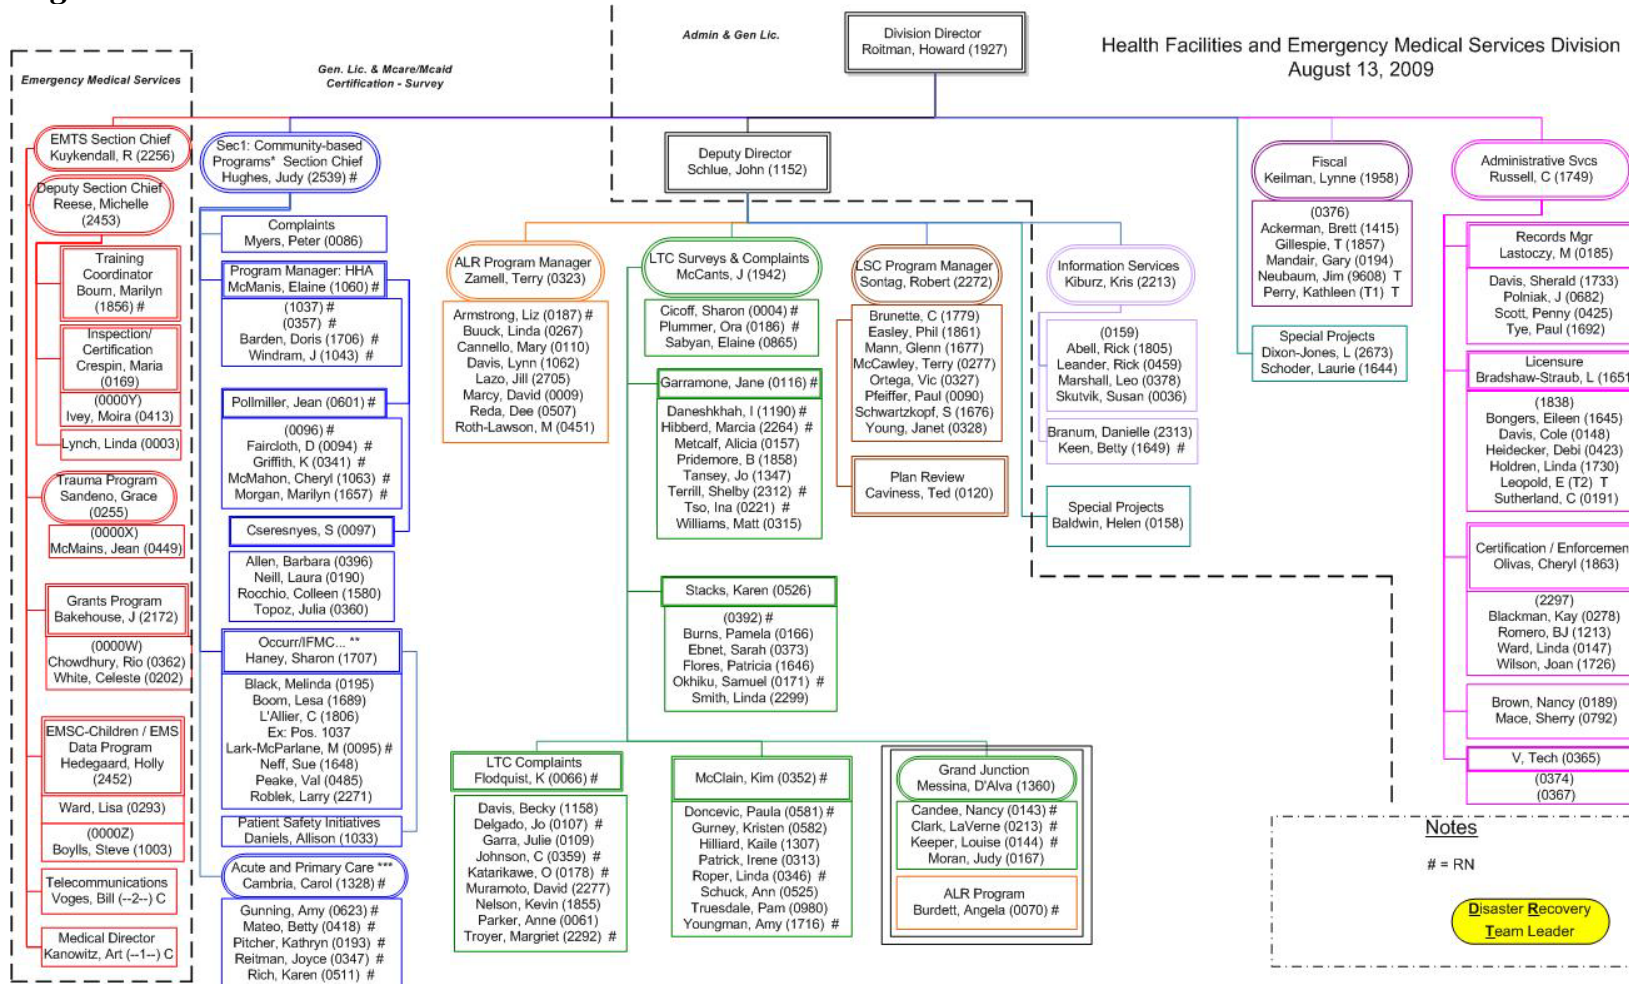 Emergency Medical Services
Gen. Lic. & Mcare/Mcaid
Certification - Survey
Admin & Gen Lic.
Division Director
Roitman, Howard (1927)
Health Facilities and Emergency Medical Services Division
August 13, 2009
EMTS Section Chief
Kuykendall, R (2256)
Deputy Section Chief
Reese, Michelle
(2453)
Training
Coordinator
Bourn, Marilyn
(1856) #
Inspection/
Certification
Crespin, Maria
(0169)
(0000Y)
Ivey, Moira (0413)
Lynch, Linda (0003)
Trauma Program
Sandeno, Grace
(0255)
(0000X)
McMains, Jean (0449)
Grants Program
Bakehouse, J (2172)
(0000W)
Chowdhury, Rio (0362)
White, Celeste (0202)
EMSC-Children / EMS
Data Program
Hedegaard, Holly
(2452)
Ward, Lisa (0293)
(0000Z)
Boylls, Steve (1003)
Telecommunications
Voges, Bill (--2--) C
Medical Director
Kanowitz, Art (--1--) C
Sec1: Community-based
Programs* Section Chief
Hughes, Judy (2539) #
Complaints
Myers, Peter (0086)
Program Manager: HHA
McManis, Elaine (1060) #
(1037) #
(0357) #
Barden, Doris (1706) #
Windram, J (1043) #
Pollmiller, Jean (0601) #
(0096) #
Faircloth, D (0094) #
Griffith, K (0341) #
McMahon, Cheryl (1063) #
Morgan, Marilyn (1657) #
Cseresnyes, S (0097)
Allen, Barbara (0396)
Neill, Laura (0190)
Rocchio, Colleen (1580)
Topoz, Julia (0360)
Occurr/IFMC... **
Haney, Sharon (1707)
Black, Melinda (0195)
Boom, Lesa (1689)
L'Allier, C (1806)
Ex: Pos. 1037
Lark-McParlane, M (0095) #
Neff, Sue (1648)
Peake, Val (0485)
Roblek, Larry (2271)
Patient Safety Initiatives
Daniels, Allison (1033)
Acute and Primary Care ***
Cambria, Carol (1328) #
Gunning, Amy (0623) #
Mateo, Betty (0418) #
Pitcher, Kathryn (0193) #
Reitman, Joyce (0347) #
Rich, Karen (0511) #
Deputy Director
Schlue, John (1152)
ALR Program Manager
Zamell, Terry (0323)
Armstrong, Liz (0187) #
Buuck, Linda (0267)
Cannello, Mary (0110)
Davis, Lynn (1062)
Lazo, Jill (2705)
Marcy, David (0009)
Reda, Dee (0507)
Roth-Lawson, M (0451)
LTC Surveys & Complaints
McCants, J (1942)
Cicoff, Sharon (0004) #
Plummer, Ora (0186) #
Sabyan, Elaine (0865)
Garramone, Jane (0116) #
Daneshkhah, I (1190) #
Hibberd, Marcia (2264) #
Metcalf, Alicia (0157)
Pridemore, B (1858)
Tansey, Jo (1347)
Terrill, Shelby (2312) #
Tso, Ina (0221) #
Williams, Matt (0315)
Stacks, Karen (0526)
(0392) #
Burns, Pamela (0166)
Ebnet, Sarah (0373)
Flores, Patricia (1646)
Okhiku, Samuel (0171) #
Smith, Linda (2299)
LTC Complaints
Flodquist, K (0066) #
Davis, Becky (1158)
Delgado, Jo (0107) #
Garra, Julie (0109)
Johnson, C (0359) #
Katarikawe, O (0178) #
Muramoto, David (2277)
Nelson, Kevin (1855)
Parker, Anne (0061)
Troyer, Margriet (2292) #
McClain, Kim (0352) #
Doncevic, Paula (0581) #
Gurney, Kristen (0582)
Hilliard, Kaile (1307)
Patrick, Irene (0313)
Roper, Linda (0346) #
Schuck, Ann (0525)
Truesdale, Pam (0980)
Youngman, Amy (1716) #
Grand Junction
Messina, D'Alva (1360)
Candee, Nancy (0143) #
Clark, LaVerne (0213) #
Keeper, Louise (0144) #
Moran, Judy (0167)
ALR Program
Burdett, Angela (0070) #
LSC Program Manager
Sontag, Robert (2272)
Brunette, C (1779)
Easley, Phil (1861)
Mann, Glenn (1677)
McCawley, Terry (0277)
Ortega, Vic (0327)
Pfeiffer, Paul (0090)
Schwartzkopf, S (1676)
Young, Janet (0328)
Plan Review
Caviness, Ted (0120)
Information Services
Kiburz, Kris (2213)
(0159)
Abell, Rick (1805)
Leander, Rick (0459)
Marshall, Leo (0378)
Skutvik, Susan (0036)
Branum, Danielle (2313)
Keen, Betty (1649) #
Special Projects
Baldwin, Helen (0158)
Fiscal
Keilman, Lynne (1958)
(0376)
Ackerman, Brett (1415)
Gillespie, T (1857)
Mandair, Gary (0194)
Neubaum, Jim (9608) T
Perry, Kathleen (T1) T
Special Projects
Dixon-Jones, L (2673)
Schoder, Laurie (1644)
Administrative Svcs
Russell, C (1749)
Records Mgr
Lastoczy, M (0185)
Davis, Sherald (1733)
Polniak, J (0682)
Scott, Penny (0425)
Tye, Paul (1692)
Licensure
Bradshaw-Straub, L (1651
(1838)
Bongers, Eileen (1645)
Davis, Cole (0148)
Heidecker, Debi (0423)
Holdren, Linda (1730)
Leopold, E (T2) T
Sutherland, C (0191)
Certification / Enforcemen
Olivas, Cheryl (1863)
(2297)
Blackman, Kay (0278)
Romero, BJ (1213)
Ward, Linda (0147)
Wilson, Joan (1726)
Brown, Nancy (0189)
Mace, Sherry (0792)
V, Tech (0365)
(0374)
(0367)
Notes
# = RN
Disaster Recovery
Team Leader